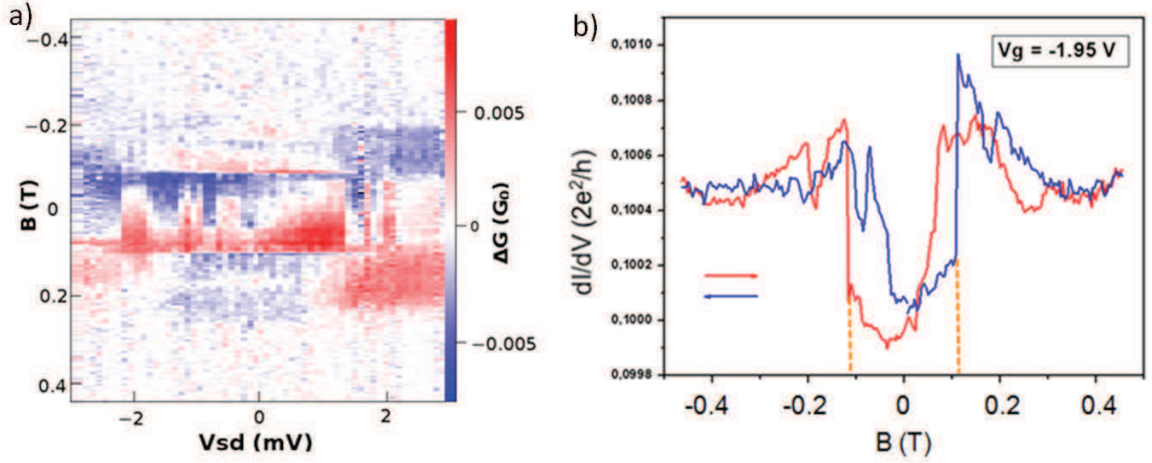 a)
−0.4
−0.2
0
0.2
0.4
B (T)
−2
0
2
Vsd (mV)
0.005
0
−0.005
ΔG (G₀)
b)
Vg = -1.95 V
0,1010
0,1008
0,1006
0,1004
0,1002
0,1000
0,0998
dI/dV (2e²/h)
-0.4
-0.2
0
0.2
0.4
B (T)